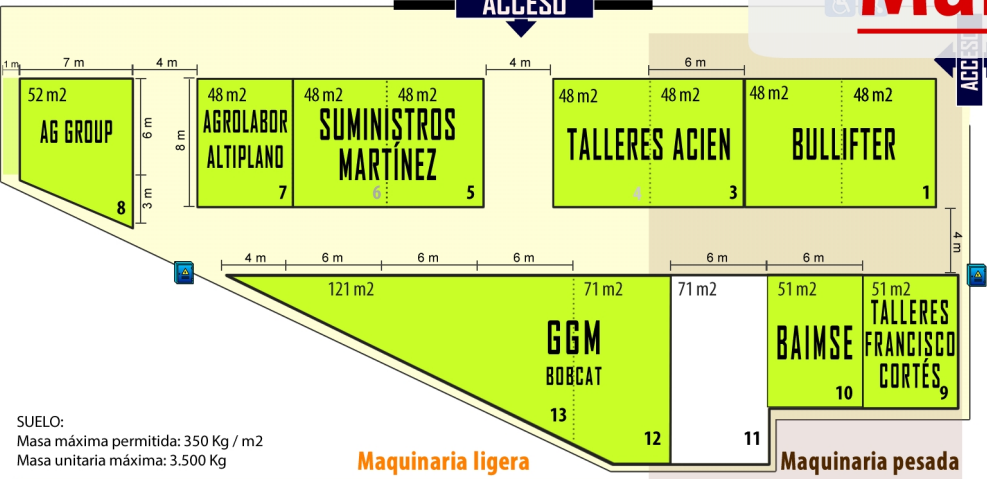 ACCESO
ACCESO
1 m
7 m
4 m
4 m
6 m
52 m2
AG GROUP
8
6 m
3 m
8 m
48 m2
AGROLABOR
ALTIPLANO
7
48 m2
48 m2
SUMINISTROS
MARTÍNEZ
6
5
48 m2
48 m2
TALLERES ACIEN
4
3
48 m2
48 m2
BULLIFTER
1
4 m
4 m
6 m
6 m
6 m
6 m
6 m
121 m2
71 m2
GGM
BOBCAT
13
12
71 m2
11
51 m2
BAIMSE
10
51 m2
TALLERES
FRANCISCO
CORTÉS
9
SUELO:
Masa máxima permitida: 350 Kg / m2
Masa unitaria máxima: 3.500 Kg
Maquinaria ligera
Maquinaria pesada